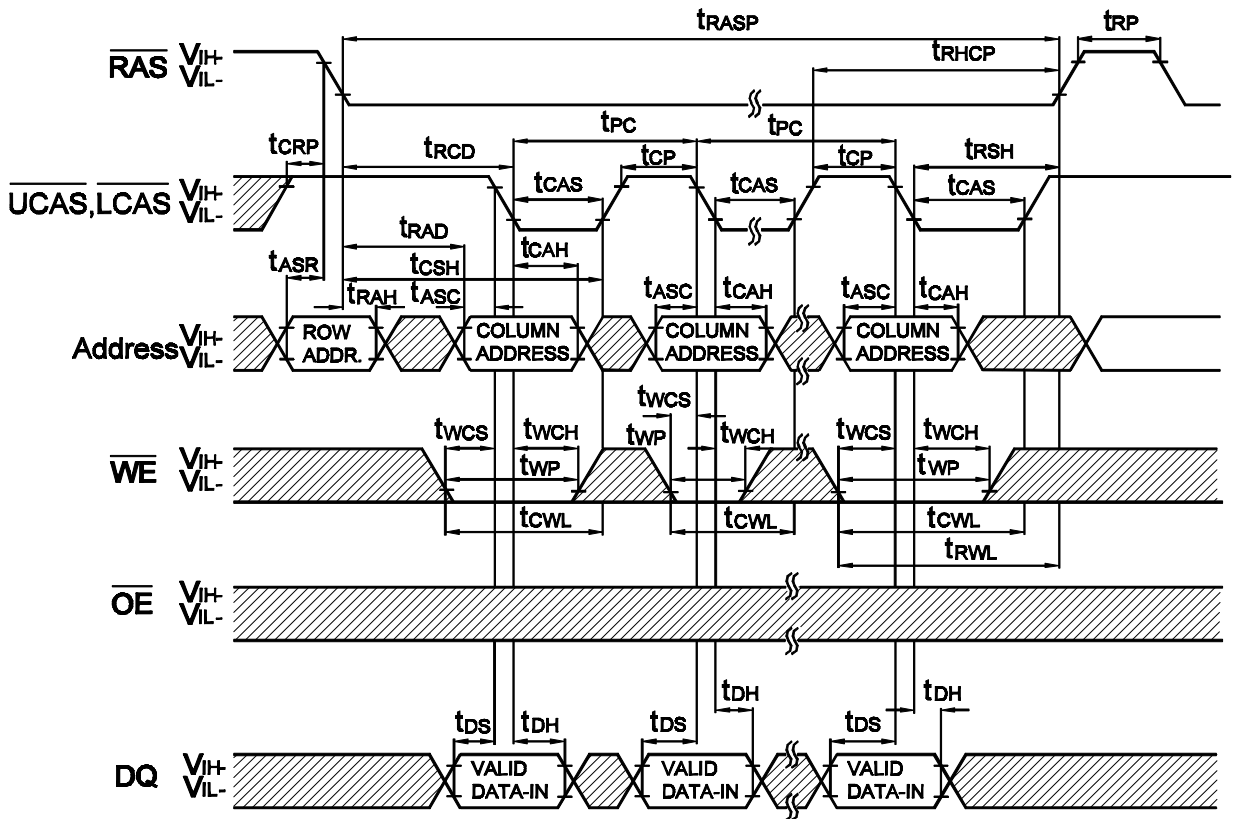 tRASP
tRP
RAS VIH-
VIL-
tRHCP
tCRP
tRCD
tPC
tPC
tCP
tCP
tRSH
UCAS,LCAS VIH-
VIL-
tCAS
tCAS
tCAS
tRAD
tCAH
tASR
tCSH
tRAH
tASC
tASC
tCAH
tASC
tCAH
Address VIH-
VIL-
ROW
ADDR.
COLUMN
ADDRESS
COLUMN
ADDRESS
COLUMN
ADDRESS
tWCS
tWCS
tWCH
tWP
tWCH
tWCS
tWCH
WE VIH-
VIL-
tWP
tWP
tCWL
tCWL
tCWL
tRWL
OE VIH-
VIL-
tDS
tDH
tDS
tDH
tDS
tDH
DQ VIH-
VIL-
VALID
DATA-IN
VALID
DATA-IN
VALID
DATA-IN